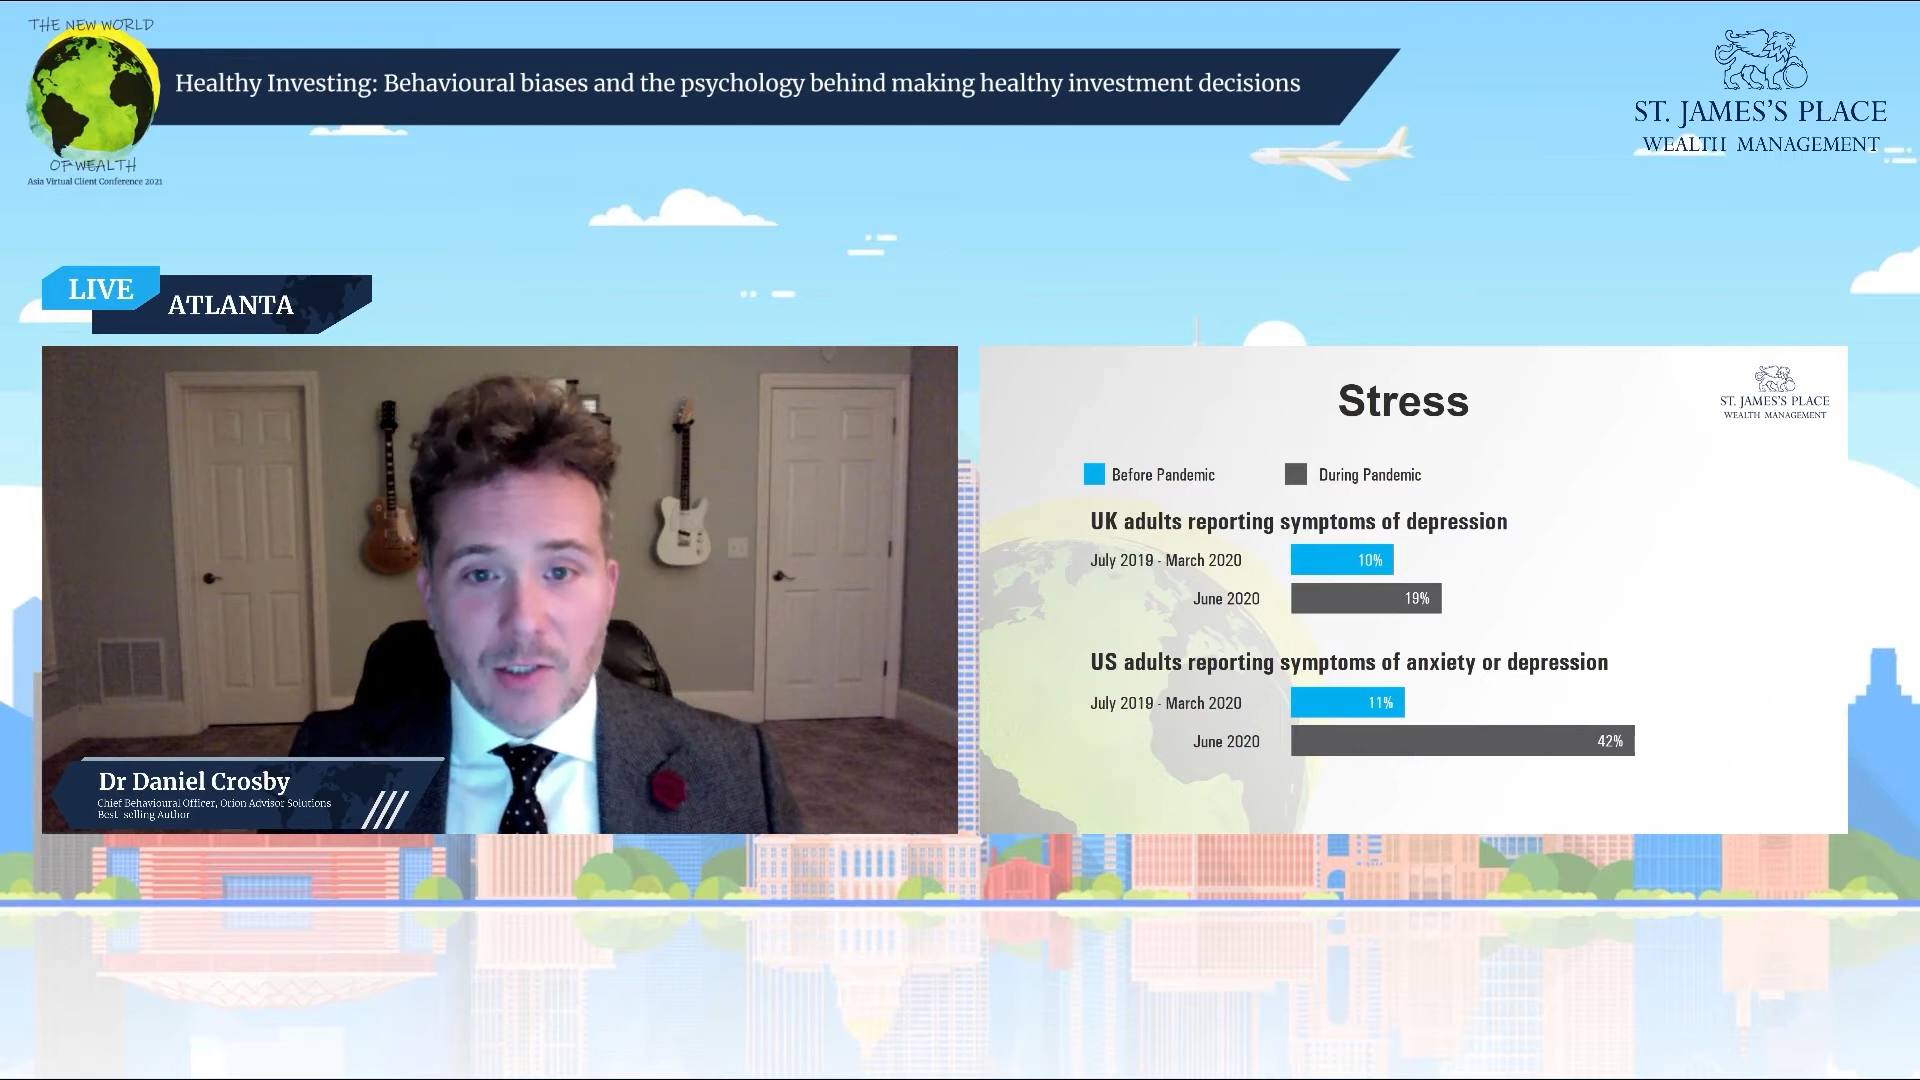 THE NEW WORLD
OF WEALTH
Asia Virtual Client Conference 2021
Healthy Investing: Behavioural biases and the psychology behind making healthy investment decisions
ST. JAMES'S PLACE
WEALTH MANAGEMENT
LIVE
ATLANTA
Dr Daniel Crosby
Chief Behavioural Officer, Orion Advisor Solutions
Best-selling Author
Stress
ST. JAMES'S PLACE
WEALTH MANAGEMENT
Before Pandemic
During Pandemic
UK adults reporting symptoms of depression
July 2019 - March 2020 10%
June 2020 19%
US adults reporting symptoms of anxiety or depression
July 2019 - March 2020 11%
June 2020 42%